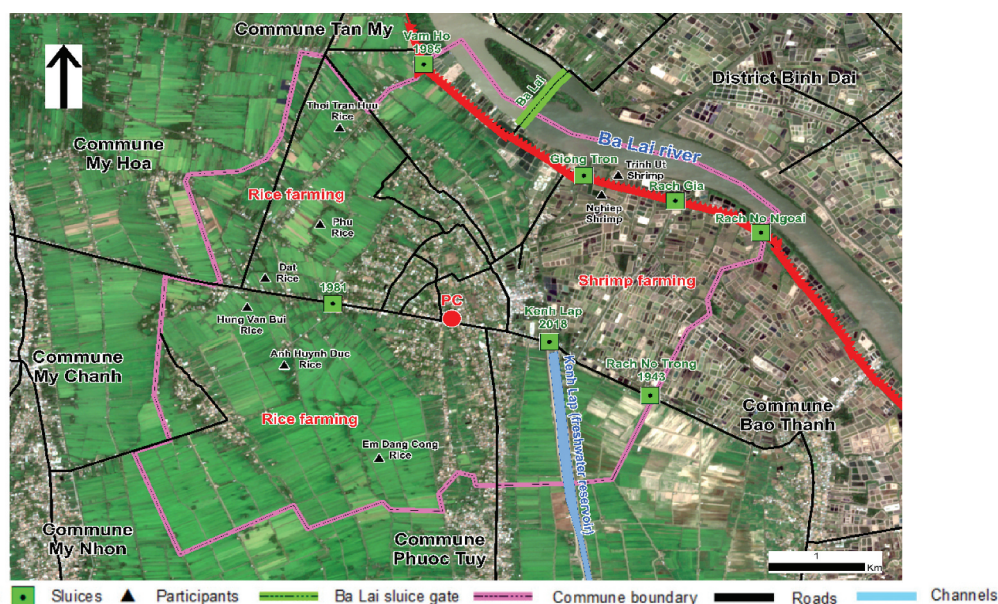 Commune Tan My
Vam Ho
1985
District Binh Dai
Ba Lai
Thoi Tran Huu
Rice
Commune
My Hoa
Ba Lai river
Giong Tron
Trinh Ut
Shrimp
Rach Gia
Nghiep
Shrimp
Rice farming
Phu
Rice
Rach No Ngoai
Dat
Rice
Shrimp farming
1981
PC
Hung Van Bui
Rice
Kenh Lap
2018
Anh Huynh Duc
Rice
Commune
My Chanh
Rach No Trong
1943
Kenh Lap (freshwater reservoir)
Commune
Bao Thanh
Rice farming
Em Dang Cong
Rice
Commune
My Nhon
Commune
Phuoc Tuy
1
Km
Sluices Participants Ba Lai sluice gate Commune boundary Roads Channels